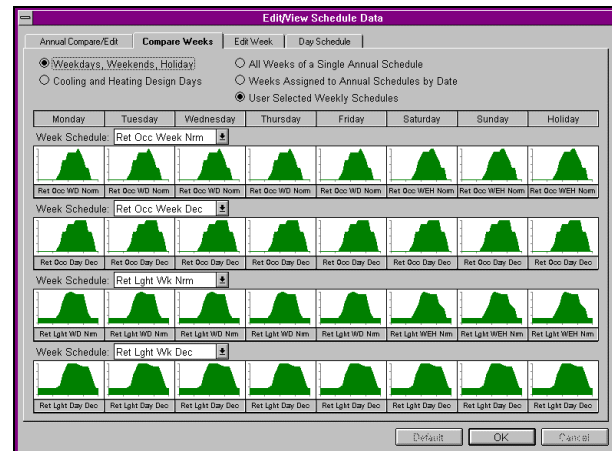 Edit/View Schedule Data
Annual Compare/Edit Compare Weeks Edit Week Day Schedule
Weekdays, Weekends, Holiday All Weeks of a Single Annual Schedule
Cooling and Heating Design Days Weeks Assigned to Annual Schedules by Date
User Selected Weekly Schedules
Monday Tuesday Wednesday Thursday Friday Saturday Sunday Holiday
Week Schedule: Ret Occ Week Nrm
Ret Occ WD Norm Ret Occ WD Norm Ret Occ WD Norm Ret Occ WD Norm Ret Occ WD Norm Ret Occ WEH Norm Ret Occ WEH Norm Ret Occ WEH Norm
Week Schedule: Ret Occ Week Dec
Ret Occ Day Dec Ret Occ Day Dec Ret Occ Day Dec Ret Occ Day Dec Ret Occ Day Dec Ret Occ Day Dec Ret Occ Day Dec Ret Occ Day Dec
Week Schedule: Ret Lght Wk Nrm
Ret Lght WD Nrm Ret Lght WD Nrm Ret Lght WD Nrm Ret Lght WD Nrm Ret Lght WD Nrm Ret Lght WEH Nrm Ret Lght WEH Nrm Ret Lght WEH Nrm
Week Schedule: Ret Lght Wk Dec
Ret Lght Day Dec Ret Lght Day Dec Ret Lght Day Dec Ret Lght Day Dec Ret Lght Day Dec Ret Lght Day Dec Ret Lght Day Dec Ret Lght Day Dec
Default OK Cancel